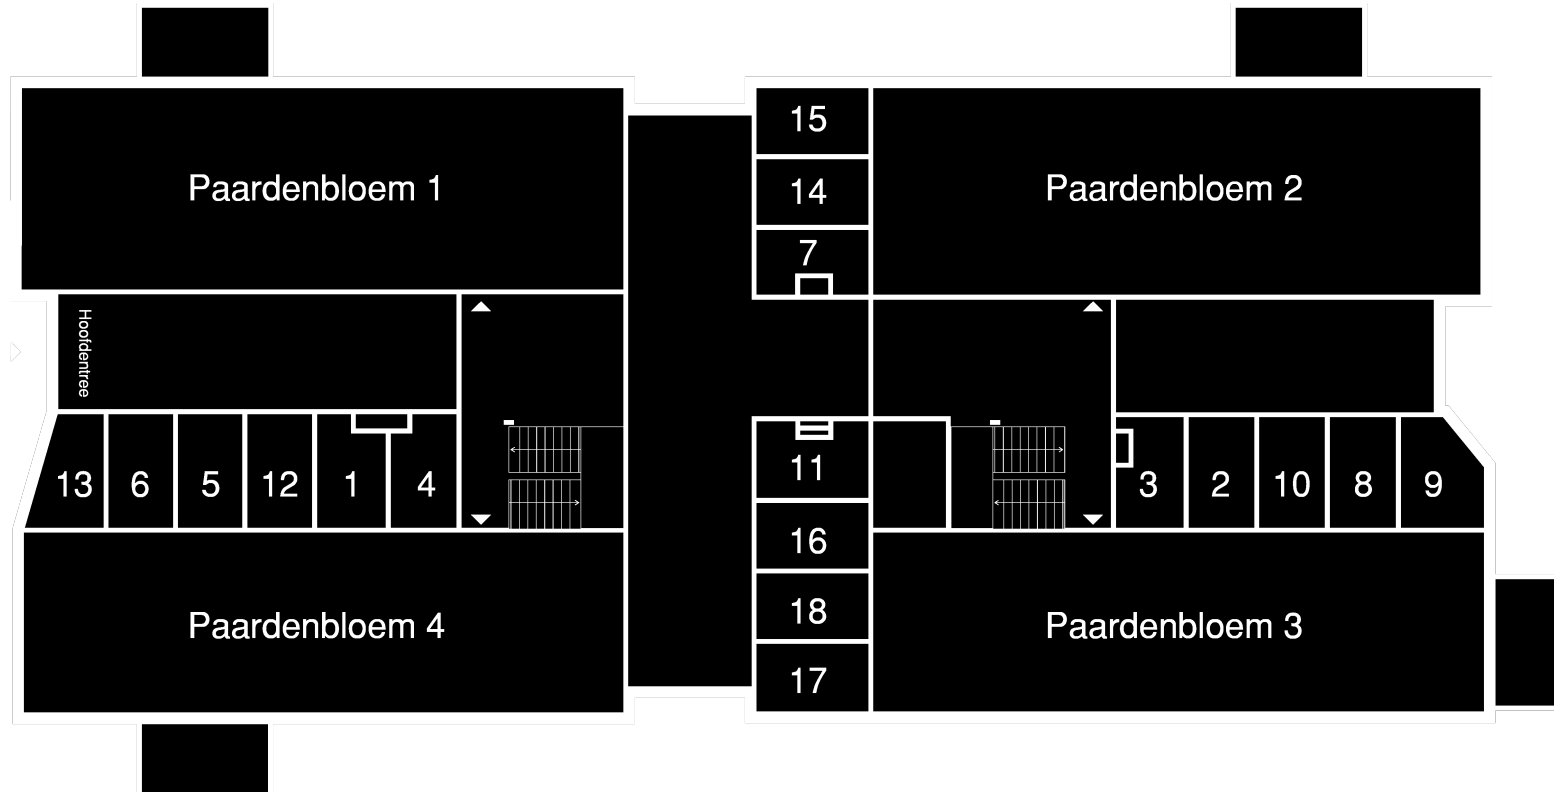 15
Paardenbloem 1
14
Paardenbloem 2
7
Hoofdentree
13 6 5 12 1 4
11
3 2 10 8 9
16
Paardenbloem 4
18
Paardenbloem 3
17